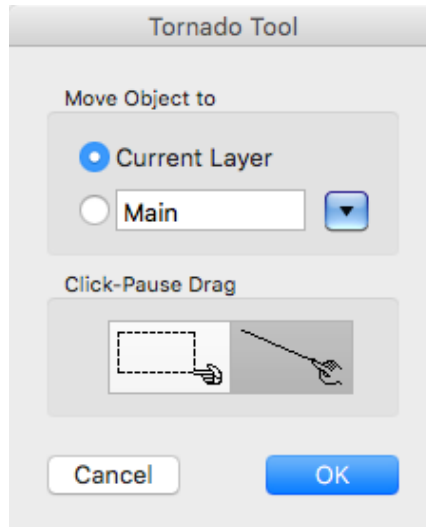 Tornado Tool
Move Object to
Current Layer
Main
Click-Pause Drag
Cancel
OK